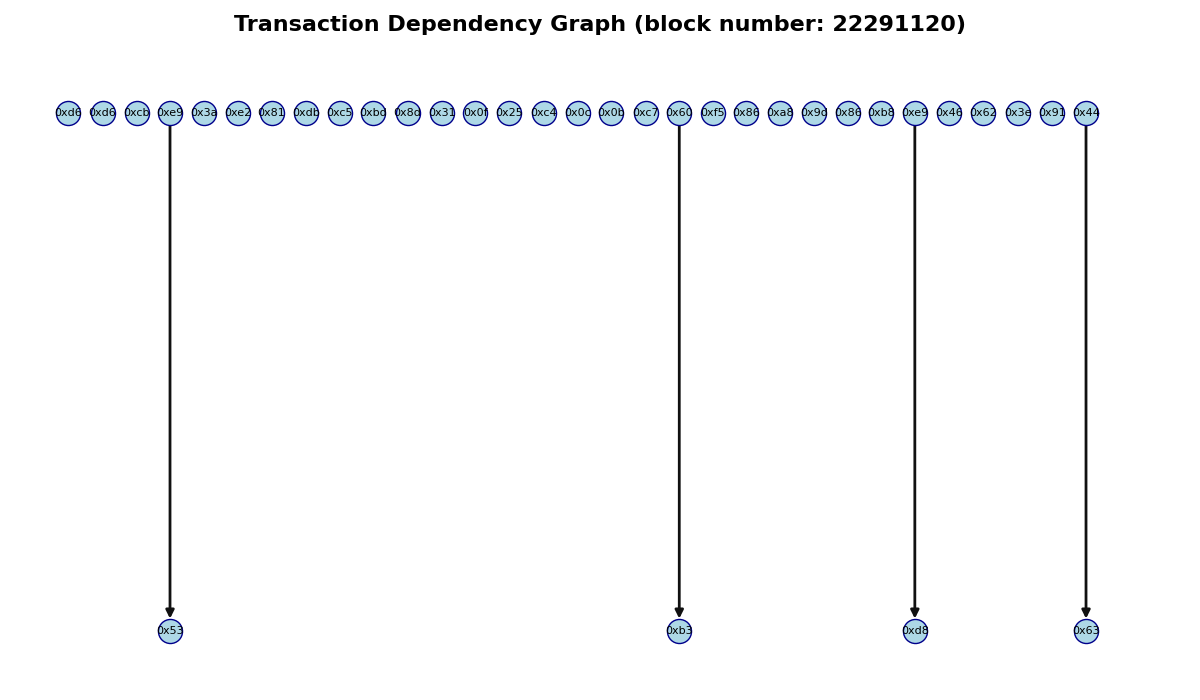 Transaction Dependency Graph (block number: 22291120)
0xd6 0xd6 0xcb 0xe9 0x3a 0xe2 0x81 0xdb 0xc5 0xbd 0x8d 0x31 0x0f 0x25 0xc4 0x0c 0x0b 0xc7 0x60 0xf5 0x86 0xa8 0x9d 0x86 0xb8 0xe9 0x46 0x62 0x3e 0x91 0x44
0x53 0xb3 0xd8 0x63